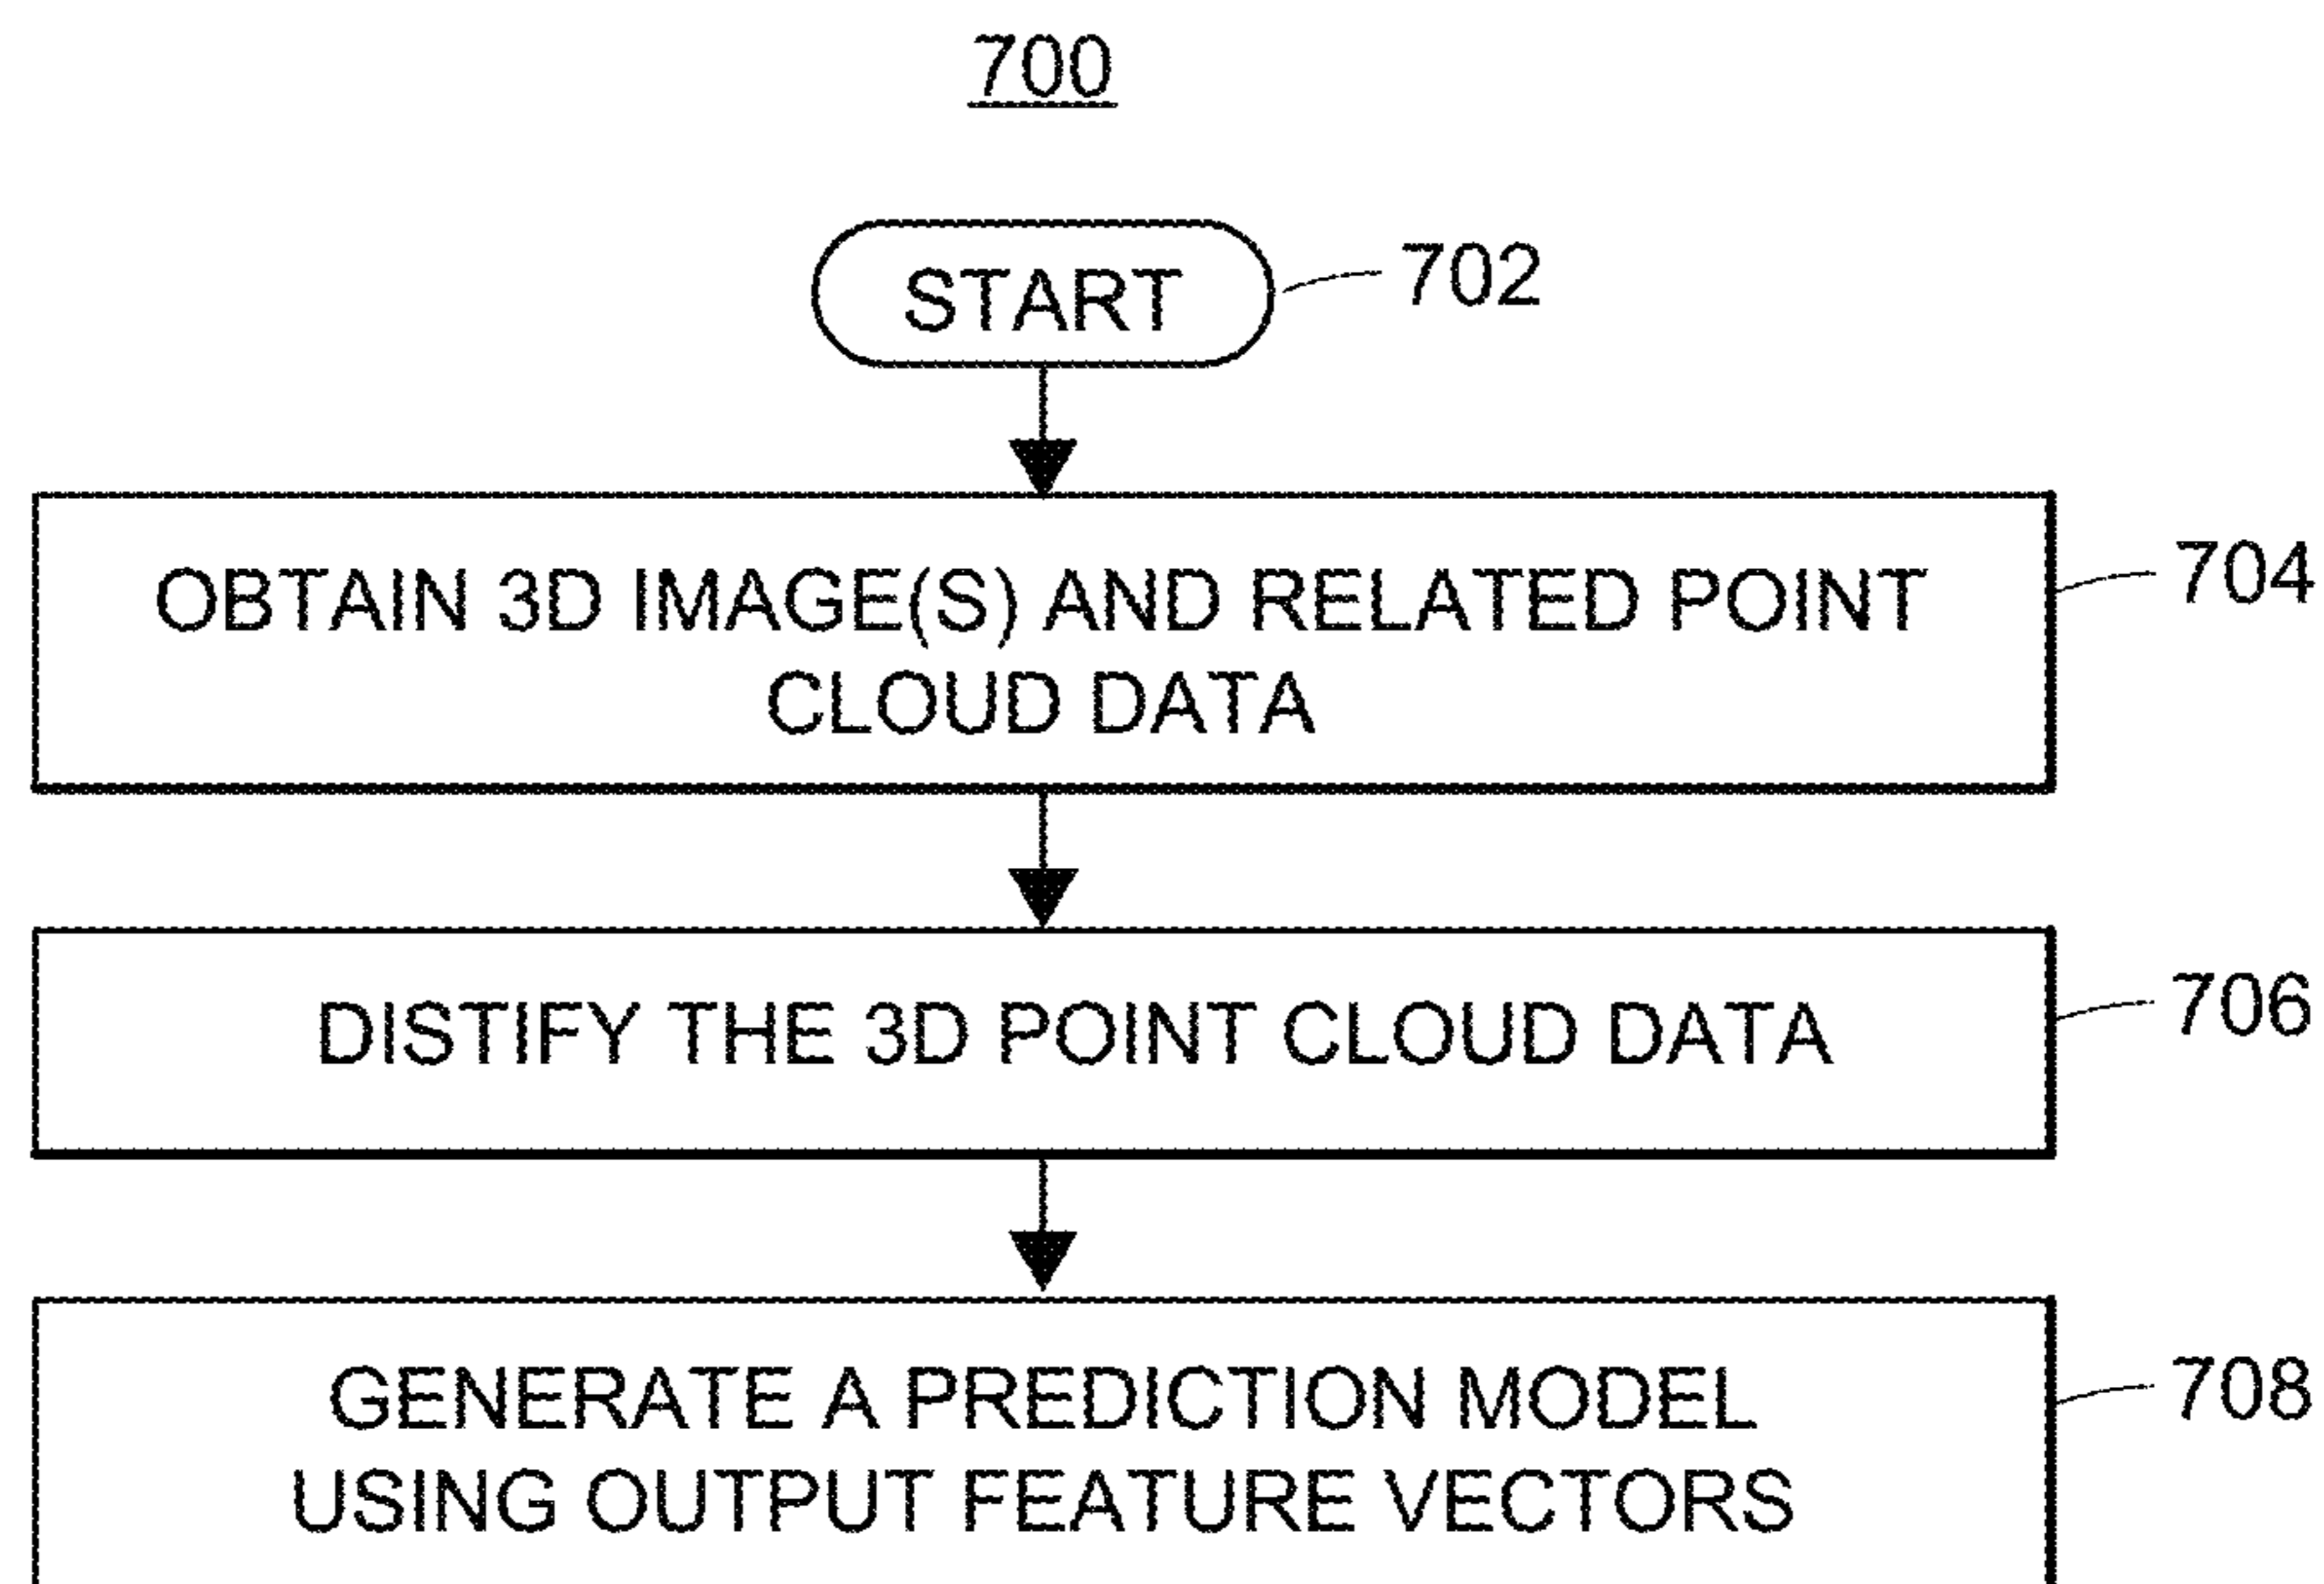 700
START
702
OBTAIN 3D IMAGE(S) AND RELATED POINT
CLOUD DATA
704
DISTIFY THE 3D POINT CLOUD DATA
706
GENERATE A PREDICTION MODEL
USING OUTPUT FEATURE VECTORS
708